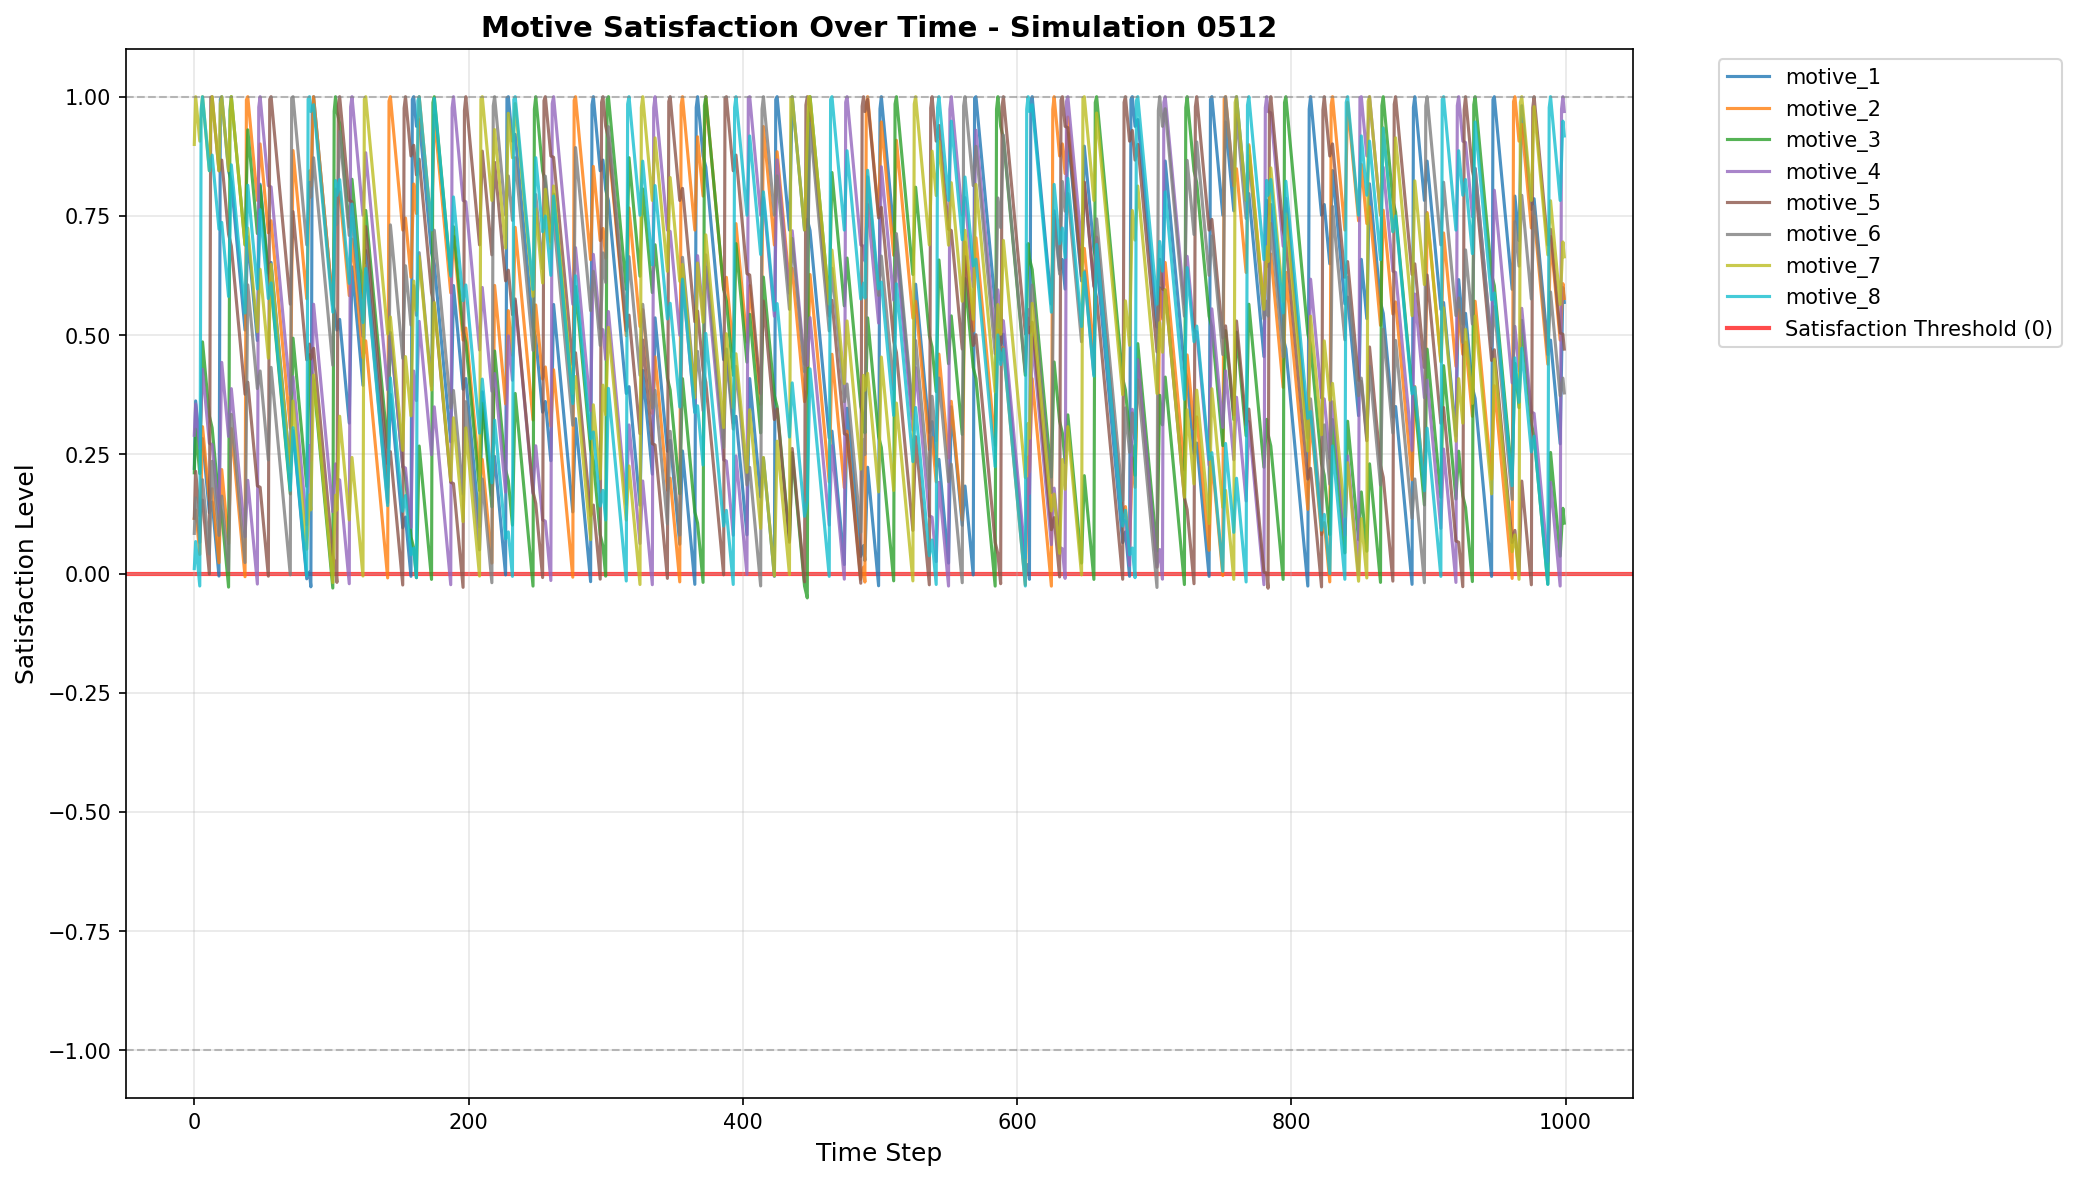 Motive Satisfaction Over Time - Simulation 0512
Satisfaction Level
1.00
0.75
0.50
0.25
0.00
−0.25
−0.50
−0.75
−1.00
0
200
400
600
800
1000
Time Step
motive_1
motive_2
motive_3
motive_4
motive_5
motive_6
motive_7
motive_8
Satisfaction Threshold (0)